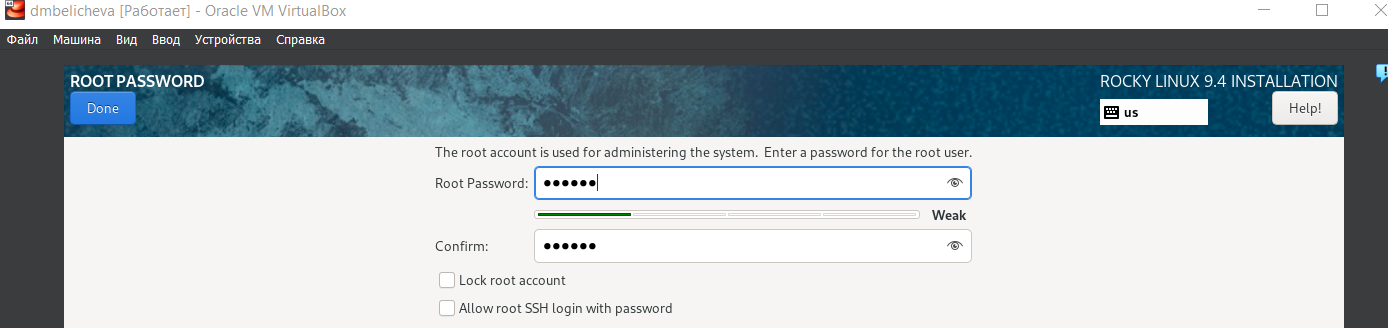 dmbelicheva [Работает] - Oracle VM VirtualBox
Файл Машина Вид Ввод Устройства Справка
ROOT PASSWORD
ROCKY LINUX 9.4 INSTALLATION
Done
us
Help!
The root account is used for administering the system. Enter a password for the root user.
Root Password: ●●●●●●
Weak
Confirm: ●●●●●●
Lock root account
Allow root SSH login with password